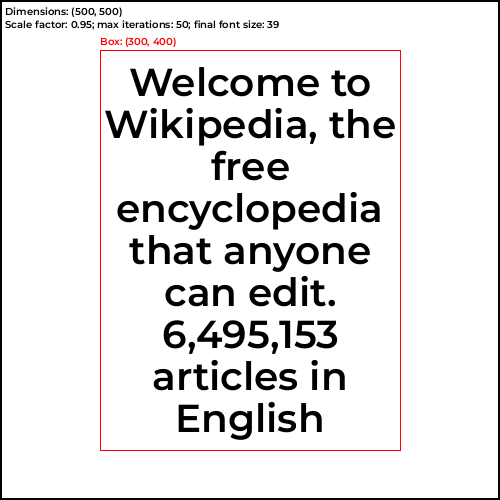 Dimensions: (500, 500)
Scale factor: 0.95; max iterations: 50; final font size: 39
Box: (300, 400)
Welcome to
Wikipedia, the
free
encyclopedia
that anyone
can edit.
6,495,153
articles in
English